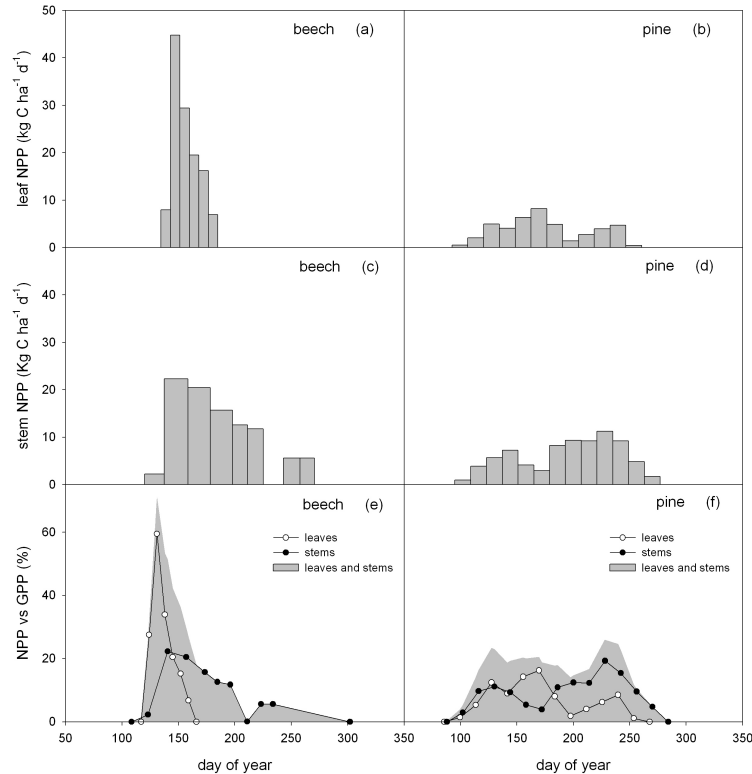 beech (a)
pine (b)
leaf NPP (kg C ha-1 d-1)
50
40
30
20
10
0
beech (c)
pine (d)
stem NPP (Kg C ha-1 d-1)
40
30
20
10
0
beech (e)
pine (f)
NPP vs GPP (%)
60
40
20
0
leaves
stems
leaves and stems
leaves
stems
leaves and stems
50 100 150 200 250 300 350 100 150 200 250 300 350
day of year
day of year